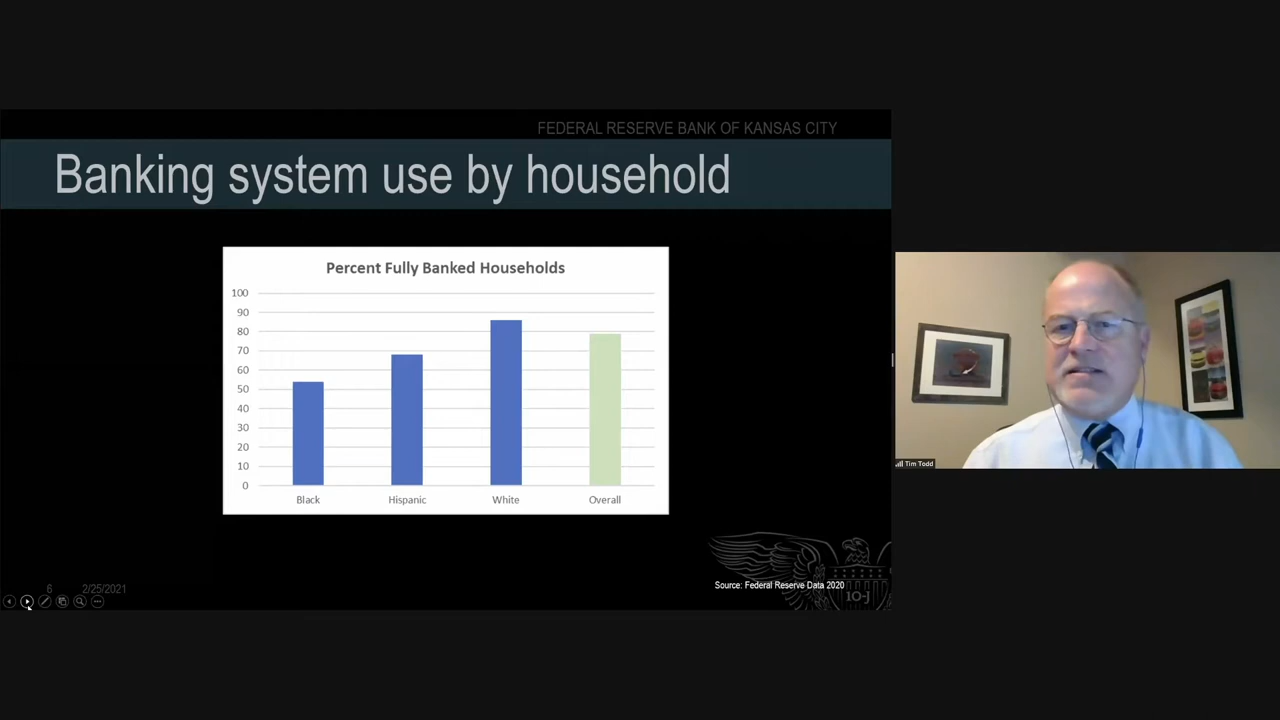 FEDERAL RESERVE BANK OF KANSAS CITY
Banking system use by household
Percent Fully Banked Households
100
90
80
70
60
50
40
30
20
10
0
Black Hispanic White Overall
Source: Federal Reserve Data 2020
10-J
6 2/25/2021
Tim Todd